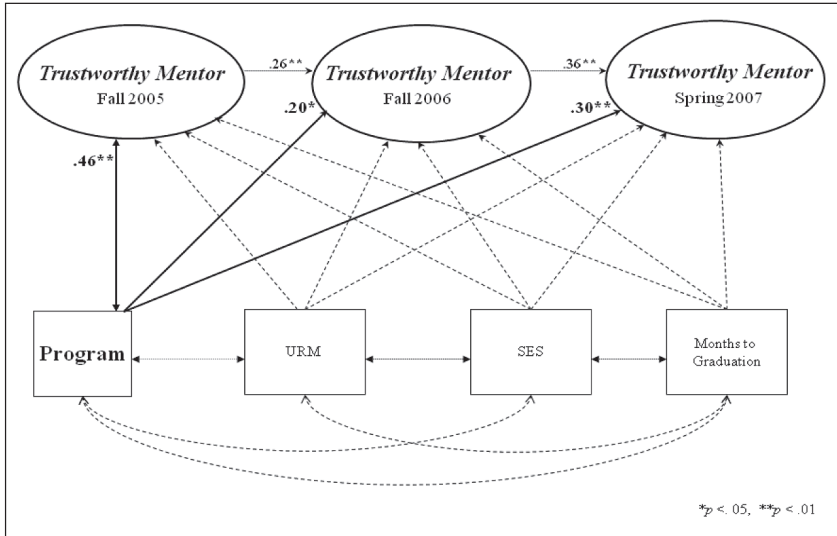 Trustworthy Mentor
Fall 2005
.26**
Trustworthy Mentor
Fall 2006
.36**
Trustworthy Mentor
Spring 2007
.46**
.20*
.30**
Program
URM
SES
Months to
Graduation
*p <. 05, **p < .01